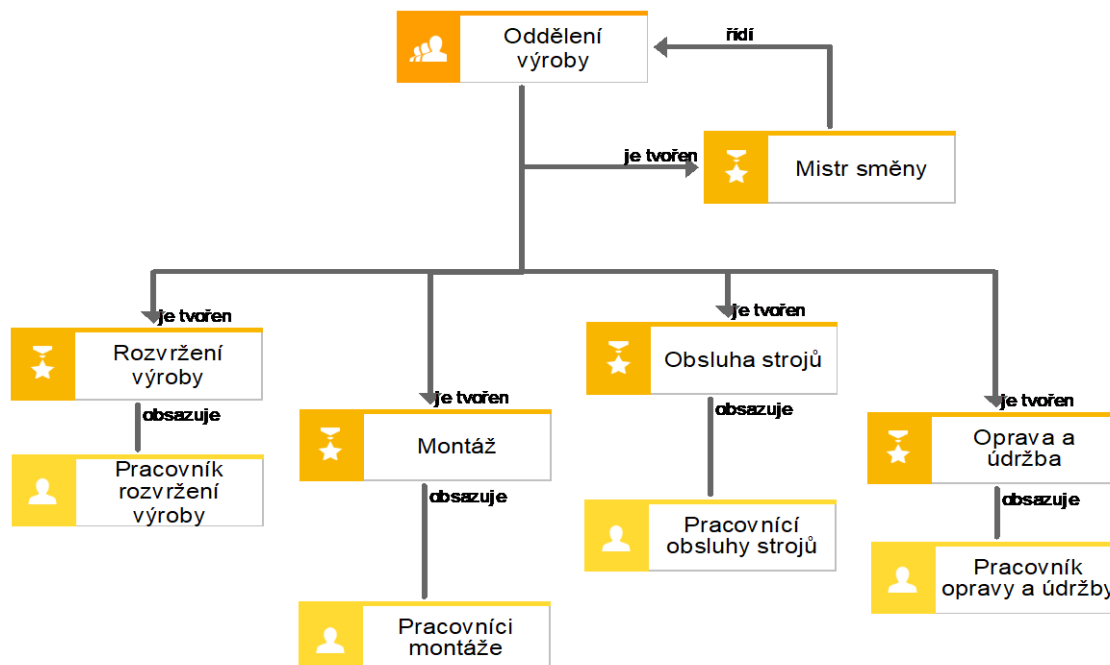 Oddělení
výroby
řídí
je tvořen
Mistr směny
je tvořen
Rozvržení
výroby
obsazuje
Pracovník
rozvržení
výroby
je tvořen
Montáž
obsazuje
Pracovníci
montáže
je tvořen
Obsluha strojů
obsazuje
Pracovnící
obsluhy strojů
je tvořen
Oprava a
údržba
obsazuje
Pracovník
opravy a údržby